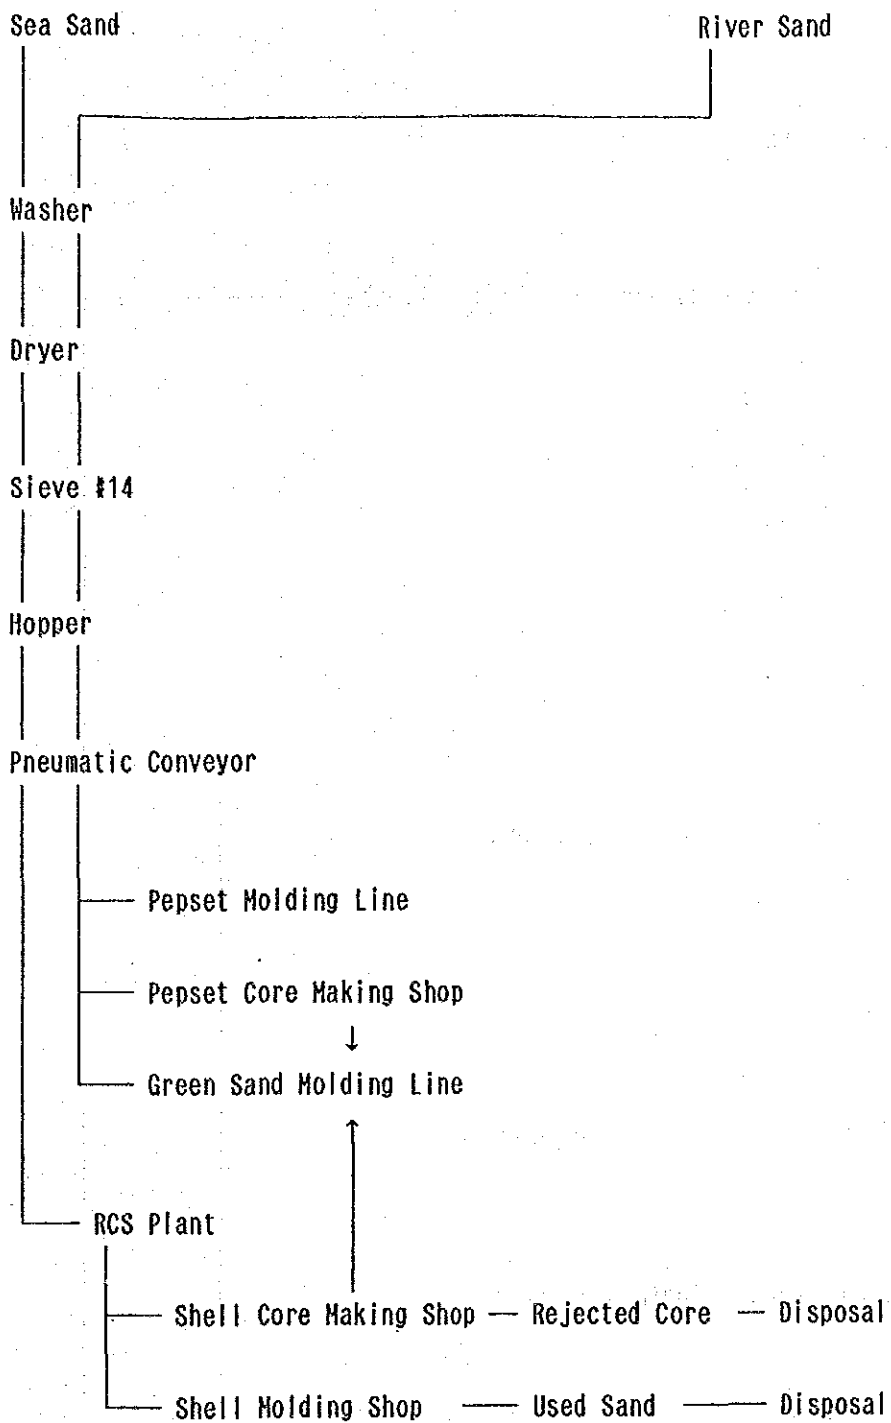 Sea Sand River Sand
Washer
Dryer
Sieve #14
Hopper
Pneumatic Conveyor
Pepset Molding Line
Pepset Core Making Shop
↓
Green Sand Molding Line
↑
RCS Plant
Shell Core Making Shop — Rejected Core — Disposal
Shell Molding Shop — Used Sand — Disposal